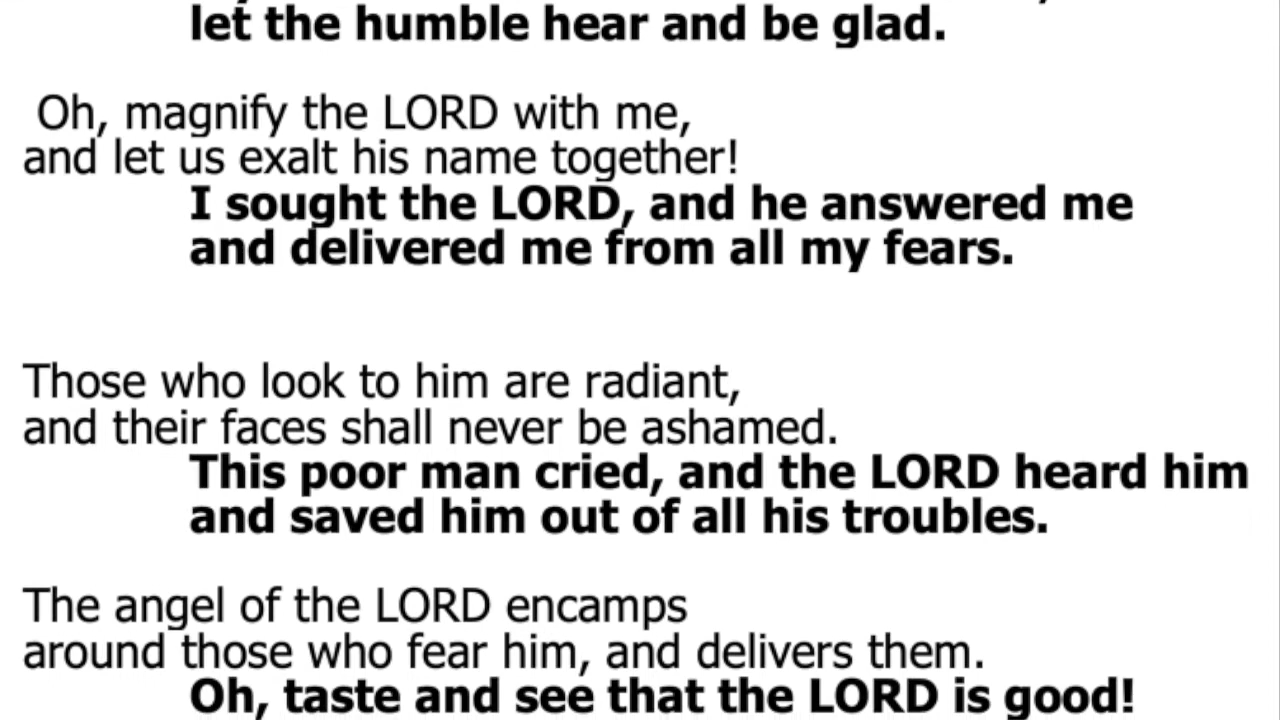 let the humble hear and be glad.
Oh, magnify the LORD with me,
and let us exalt his name together!
I sought the LORD, and he answered me
and delivered me from all my fears.
Those who look to him are radiant,
and their faces shall never be ashamed.
This poor man cried, and the LORD heard him
and saved him out of all his troubles.
The angel of the LORD encamps
around those who fear him, and delivers them.
Oh, taste and see that the LORD is good!